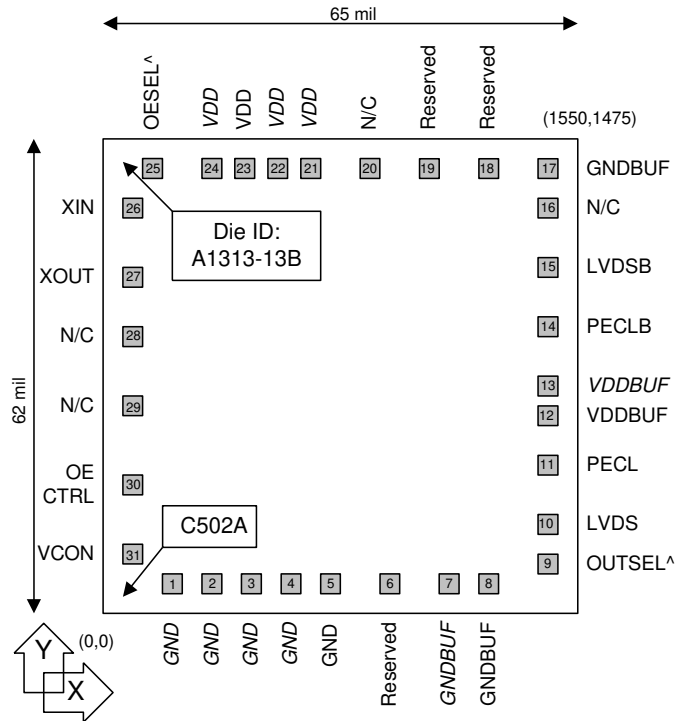 65 mil
OESEL^
VDD
VDD
VDD
VDD
N/C
Reserved
Reserved
(1550,1475)
25
24
23
22
21
20
19
18
17
GNDBUF
XIN
26
16
N/C
Die ID:
A1313-13B
XOUT
27
15
LVDSB
N/C
28
14
PECLB
62 mil
13
VDDBUF
N/C
29
12
VDDBUF
11
PECL
OE
CTRL
30
C502A
10
LVDS
VCON
31
9
OUTSEL^
1
2
3
4
5
6
7
8
(0,0)
Y
X
GND
GND
GND
GND
GND
Reserved
GNDBUF
GNDBUF